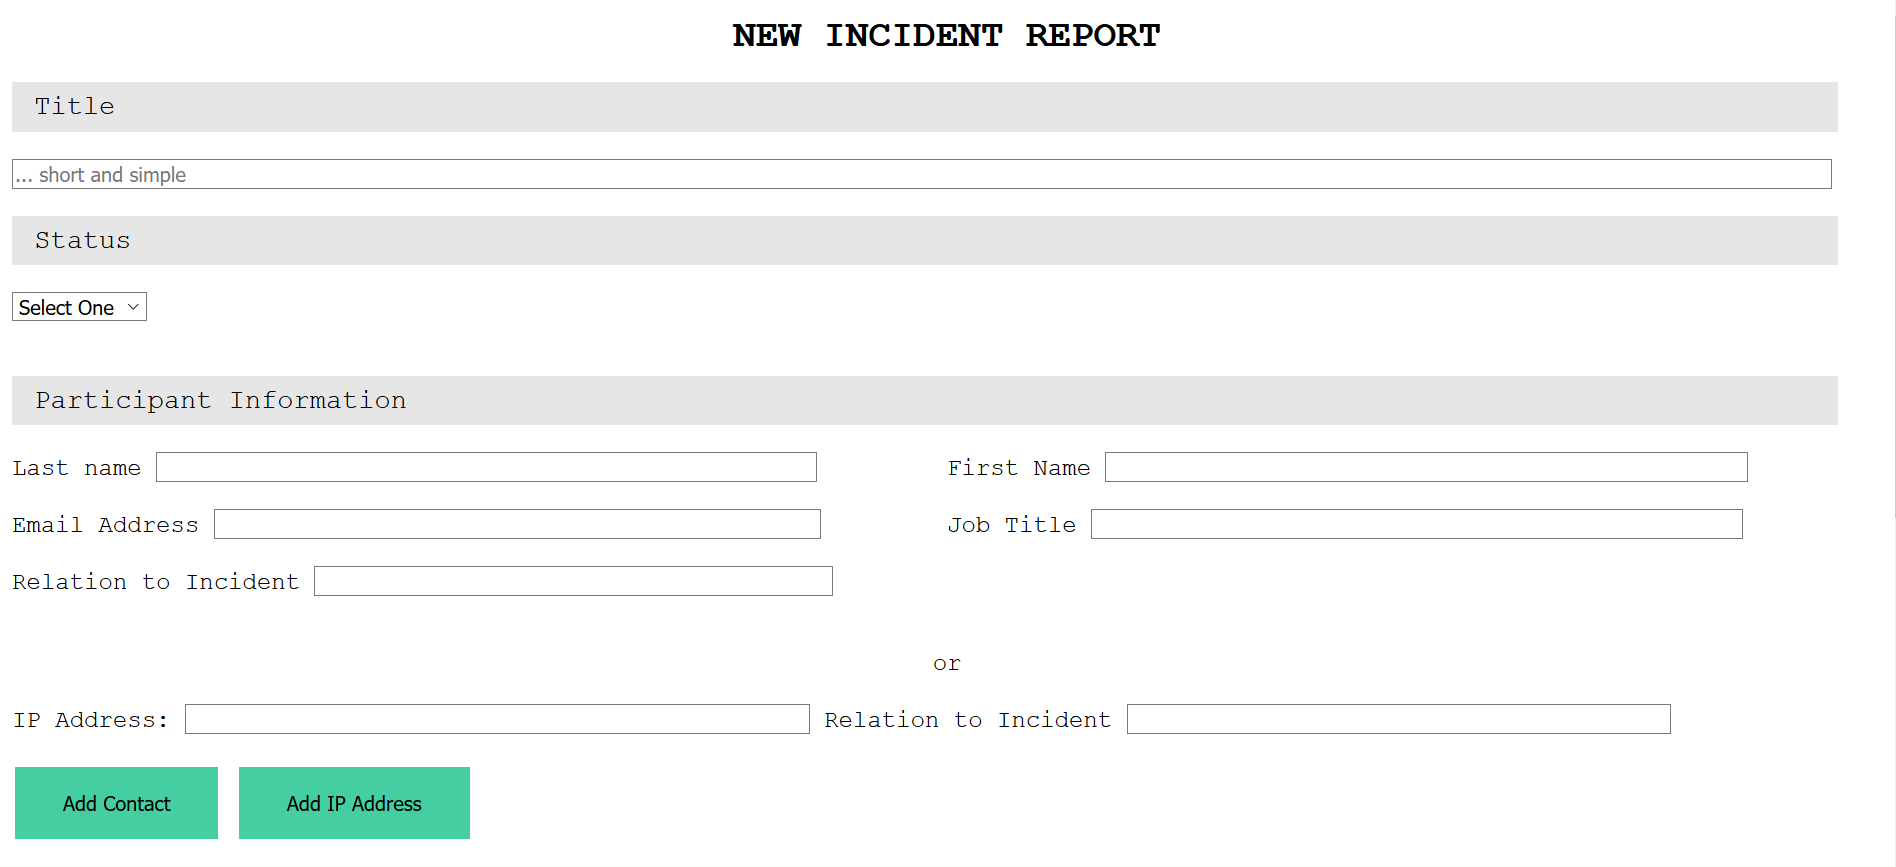 NEW INCIDENT REPORT
Title
... short and simple
Status
Select One
Participant Information
Last name First Name
Email Address Job Title
Relation to Incident
or
IP Address: Relation to Incident
Add Contact Add IP Address